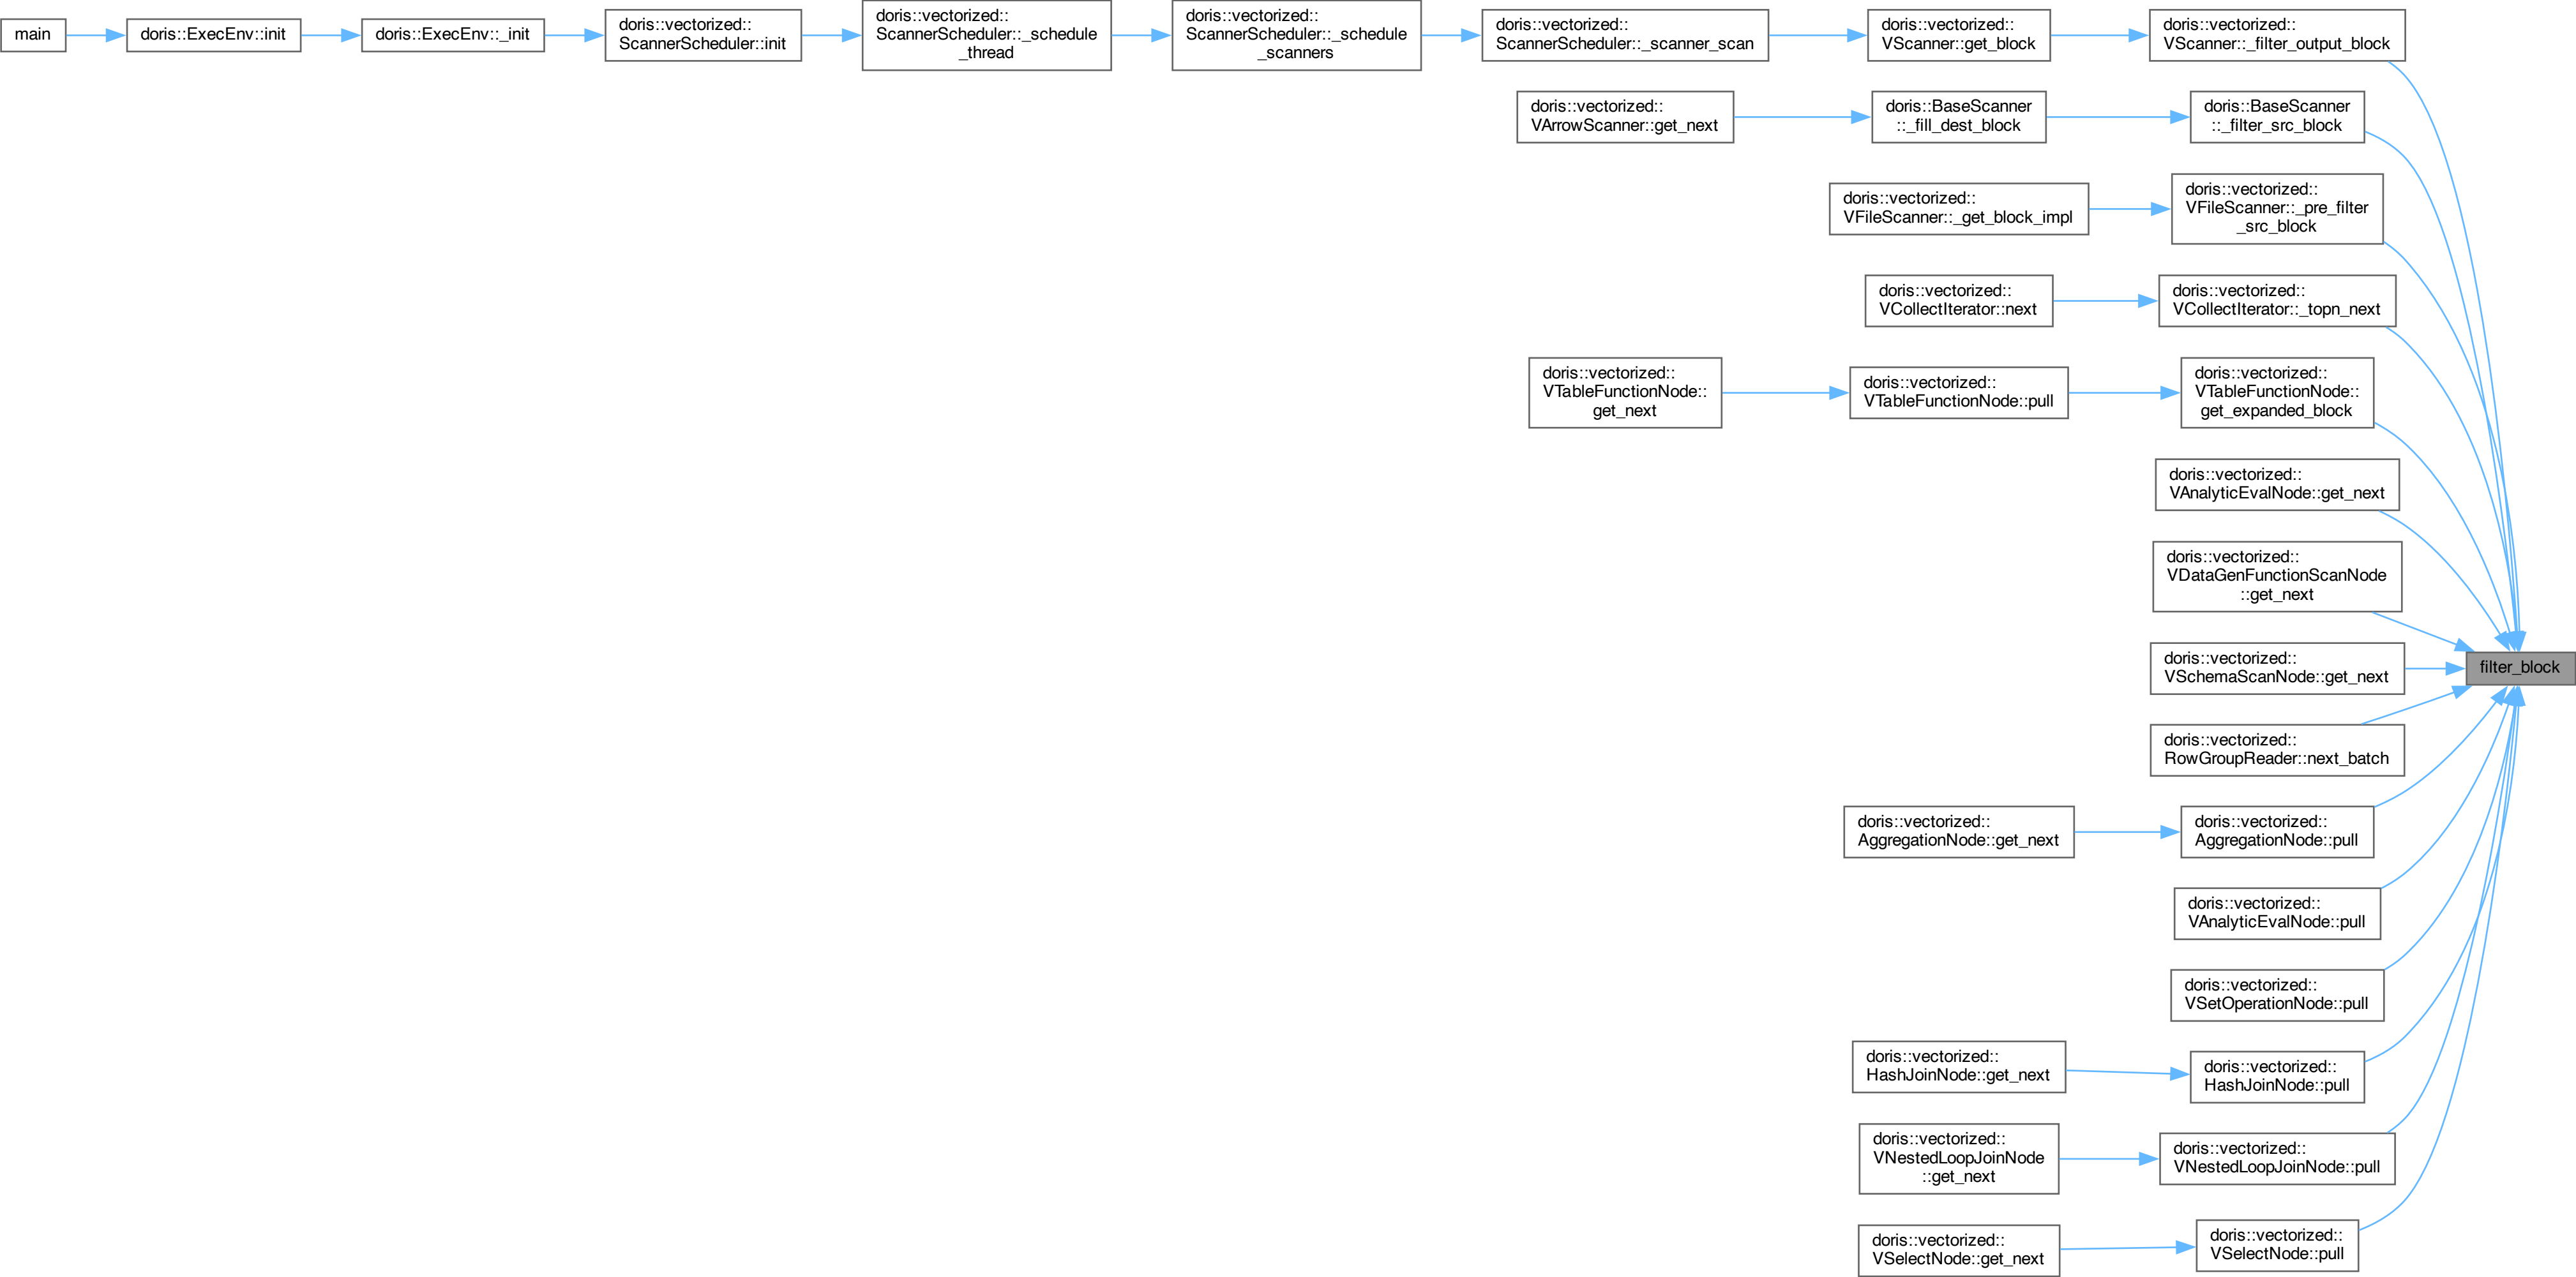 main
doris::ExecEnv::init
doris::ExecEnv::_init
doris::vectorized::
ScannerScheduler::init
doris::vectorized::
ScannerScheduler::_schedule
_thread
doris::vectorized::
ScannerScheduler::_schedule
_scanners
doris::vectorized::
ScannerScheduler::_scanner_scan
doris::vectorized::
VScanner::get_block
doris::vectorized::
VScanner::_filter_output_block
doris::vectorized::
VArrowScanner::get_next
doris::BaseScanner
::_fill_dest_block
doris::BaseScanner
::_filter_src_block
doris::vectorized::
VFileScanner::_get_block_impl
doris::vectorized::
VFileScanner::_pre_filter
_src_block
doris::vectorized::
VCollectIterator::next
doris::vectorized::
VCollectIterator::_topn_next
doris::vectorized::
VTableFunctionNode::
get_next
doris::vectorized::
VTableFunctionNode::pull
doris::vectorized::
VTableFunctionNode::
get_expanded_block
doris::vectorized::
VAnalyticEvalNode::get_next
doris::vectorized::
VDataGenFunctionScanNode
::get_next
doris::vectorized::
VSchemaScanNode::get_next
filter_block
doris::vectorized::
RowGroupReader::next_batch
doris::vectorized::
AggregationNode::get_next
doris::vectorized::
AggregationNode::pull
doris::vectorized::
VAnalyticEvalNode::pull
doris::vectorized::
VSetOperationNode::pull
doris::vectorized::
HashJoinNode::get_next
doris::vectorized::
HashJoinNode::pull
doris::vectorized::
VNestedLoopJoinNode
::get_next
doris::vectorized::
VNestedLoopJoinNode::pull
doris::vectorized::
VSelectNode::get_next
doris::vectorized::
VSelectNode::pull